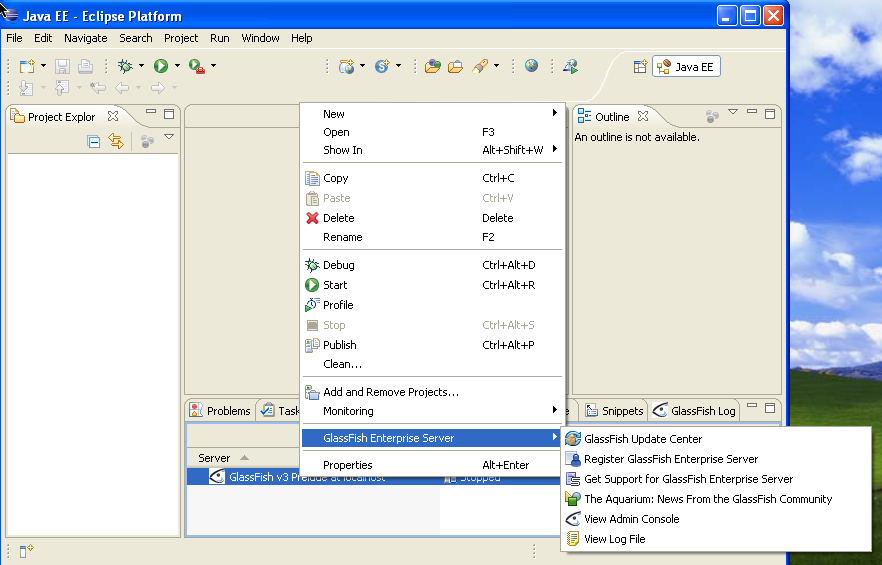 Java EE - Eclipse Platform
File Edit Navigate Search Project Run Window Help
Java EE
Project Explor
Outline
An outline is not available.
New
Open F3
Show In Alt+Shift+W
Copy Ctrl+C
Paste Ctrl+V
Delete Delete
Rename F2
Debug Ctrl+Alt+D
Start Ctrl+Alt+R
Profile
Stop Ctrl+Alt+S
Publish Ctrl+Alt+P
Clean...
Add and Remove Projects...
Monitoring
GlassFish Enterprise Server
Properties Alt+Enter
Problems Task
Snippets GlassFish Log
Server
GlassFish v3 Prelude at localhost Stopped
GlassFish Update Center
Register GlassFish Enterprise Server
Get Support for GlassFish Enterprise Server
The Aquarium: News From the GlassFish Community
View Admin Console
View Log File